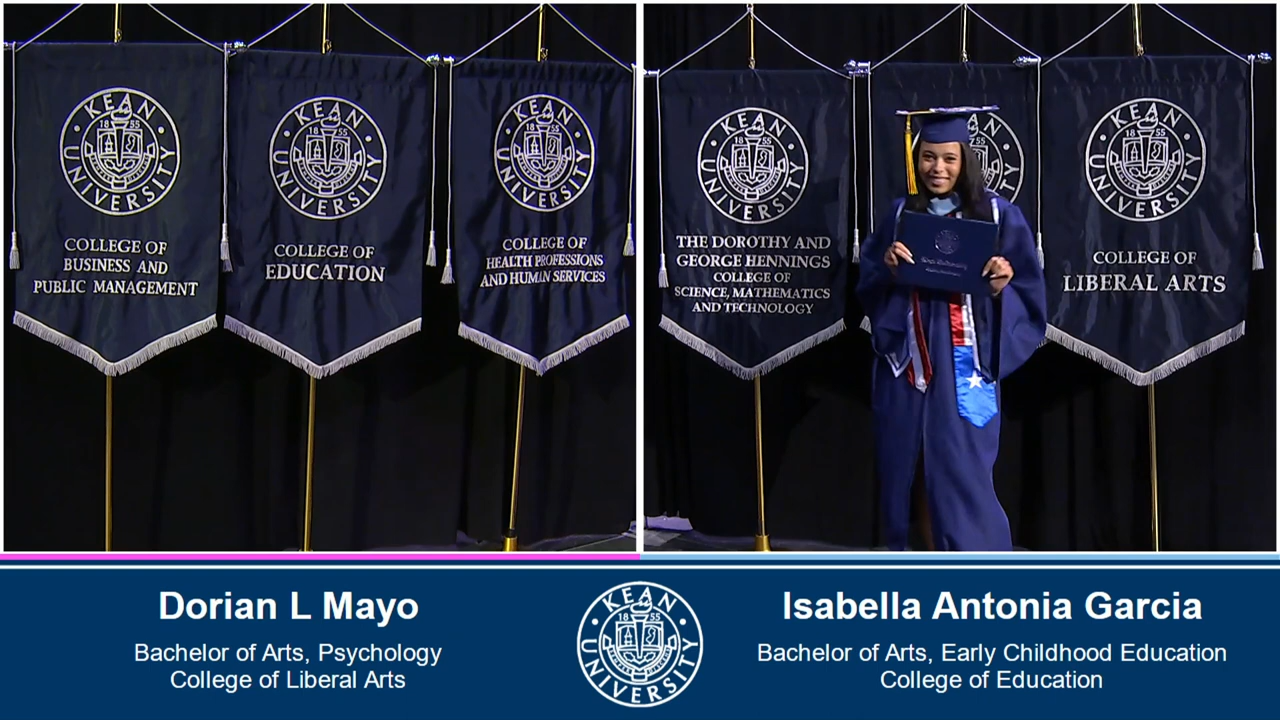 KEAN UNIVERSITY
1855
COLLEGE OF
BUSINESS AND
PUBLIC MANAGEMENT
KEAN UNIVERSITY
1855
COLLEGE OF
EDUCATION
KEAN UNIVERSITY
1855
COLLEGE OF
HEALTH PROFESSIONS
AND HUMAN SERVICES
KEAN UNIVERSITY
1855
THE DOROTHY AND
GEORGE HENNINGS
COLLEGE OF
SCIENCE, MATHEMATICS
AND TECHNOLOGY
KEAN UNIVERSITY
1855
COLLEGE OF
LIBERAL ARTS
Dorian L Mayo
Bachelor of Arts, Psychology
College of Liberal Arts
KEAN UNIVERSITY
1855
Isabella Antonia Garcia
Bachelor of Arts, Early Childhood Education
College of Education